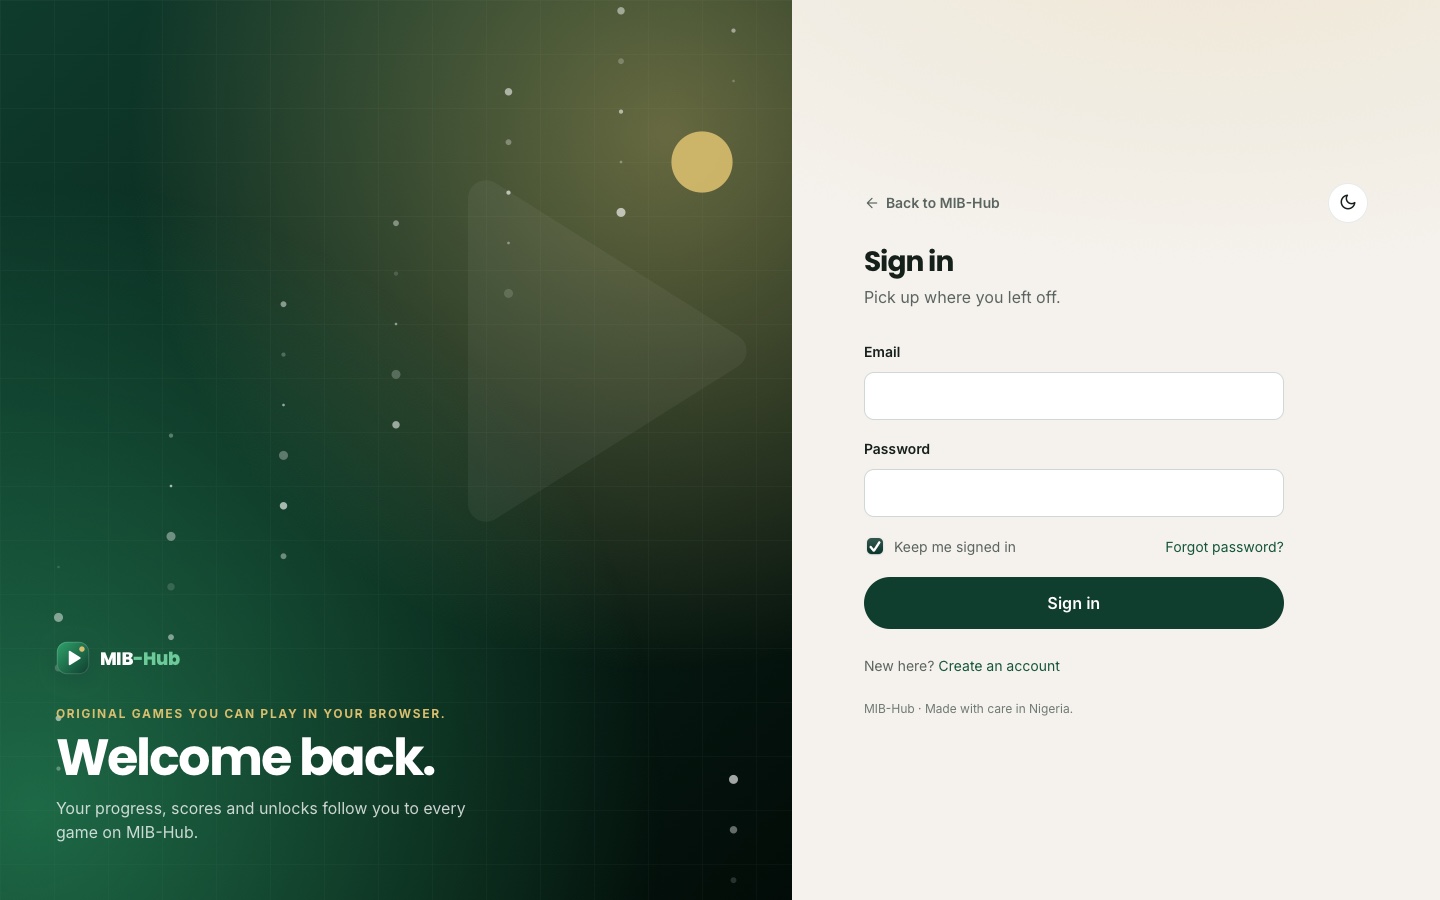 MIB-Hub
ORIGINAL GAMES YOU CAN PLAY IN YOUR BROWSER.
Welcome back.
Your progress, scores and unlocks follow you to every
game on MIB-Hub.
Back to MIB-Hub
Sign in
Pick up where you left off.
Email
Password
Keep me signed in
Forgot password?
Sign in
New here? Create an account
MIB-Hub · Made with care in Nigeria.